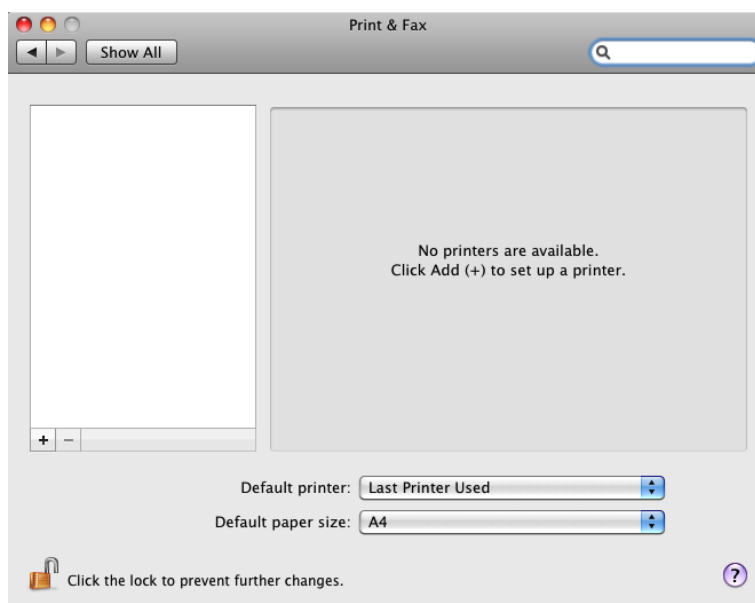 Print & Fax
Show All
No printers are available.
Click Add (+) to set up a printer.
+ −
Default printer: Last Printer Used
Default paper size: A4
Click the lock to prevent further changes.
?